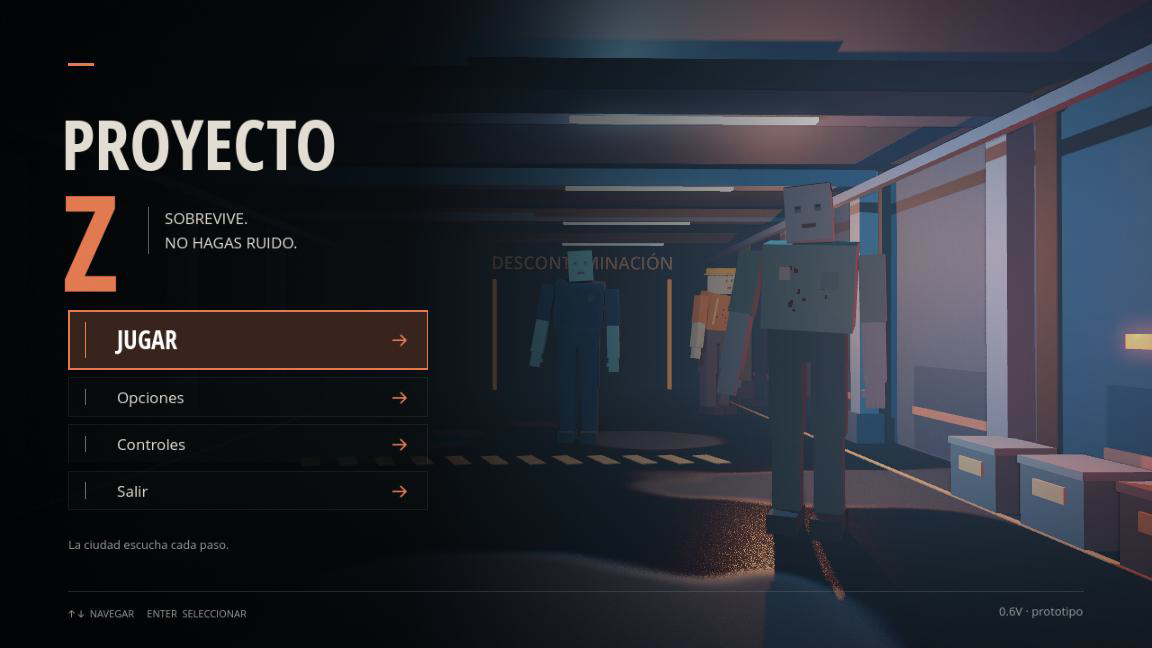 PROYECTO
Z
SOBREVIVE.
NO HAGAS RUIDO.
JUGAR →
Opciones →
Controles →
Salir →
La ciudad escucha cada paso.
↑↓ NAVEGAR ENTER SELECCIONAR
0.6V · prototipo